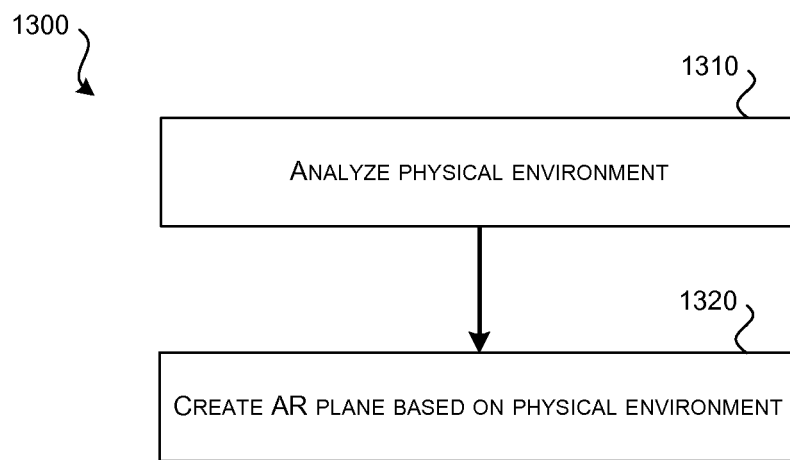 1300
1310
ANALYZE PHYSICAL ENVIRONMENT
1320
CREATE AR PLANE BASED ON PHYSICAL ENVIRONMENT